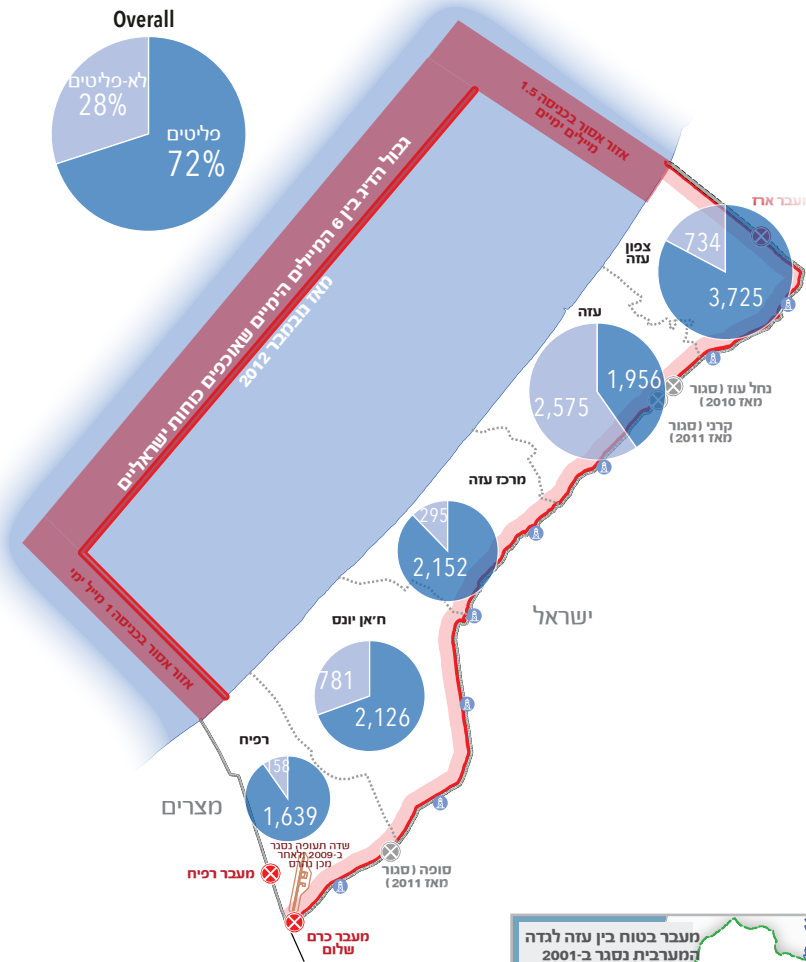 Overall
לא-פליטים
28%
פליטים
72%
אזור אסור בכניסה 1.5
מיילים ימיים
גבול הדיג בין 6 המיילים הימיים שאוכפים כוחות ישראליים
מאז נובמבר 2012
אזור אסור בכניסה 1 מייל ימי
מעבר ארז
צפון
עזה
734
3,725
עזה
1,956
2,575
נחל עוז (סגור
מאז 2010)
קרני (סגור
מאז 2011)
מרכז עזה
295
2,152
ישראל
ח'אן יונס
781
2,126
רפיח
158
1,639
מצרים
שדה תעופה נסגר
ב-2009 ולאחר
מכן נהרס
סופה (סגור
מאז 2011)
מעבר רפיח
מעבר כרם
שלום
מעבר בטוח בין עזה לגדה
המערבית נסגר ב-2001